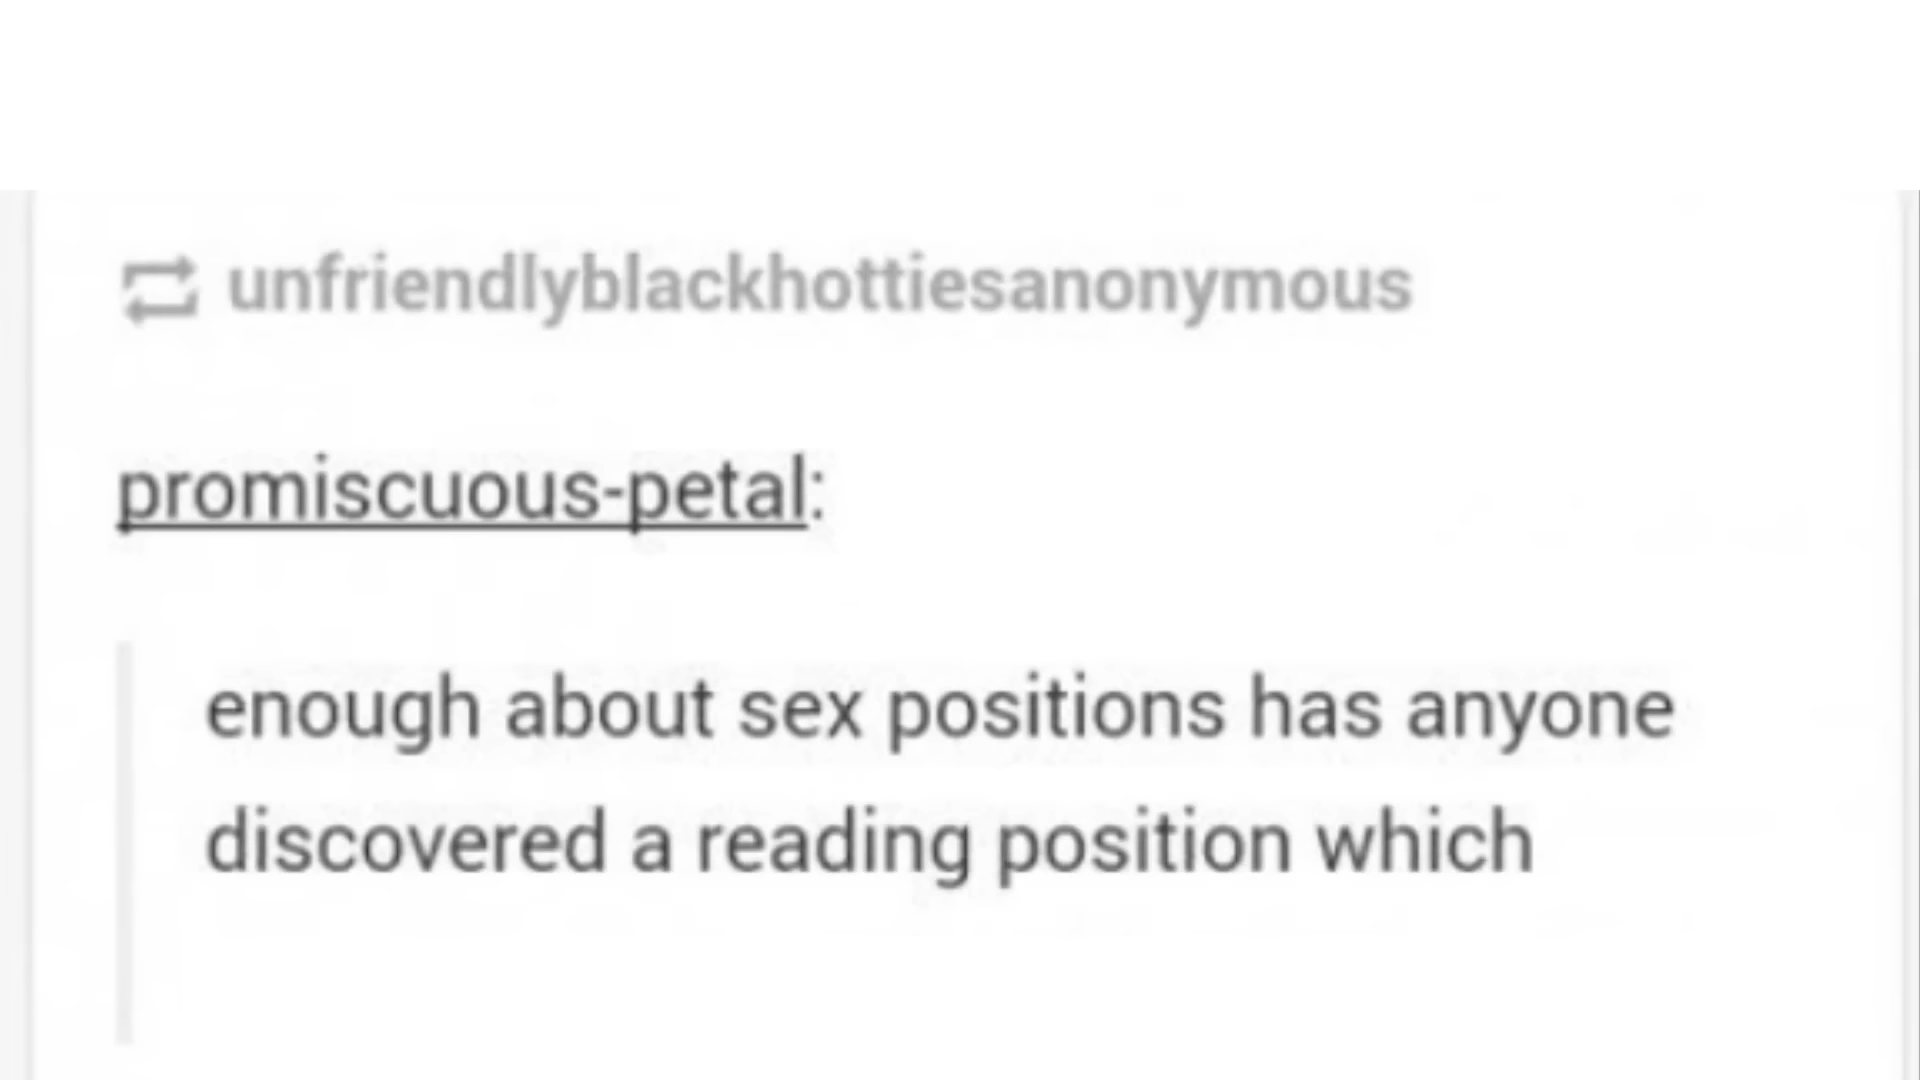 unfriendlyblackhottiesanonymous
promiscuous-petal:
enough about sex positions has anyone
discovered a reading position which